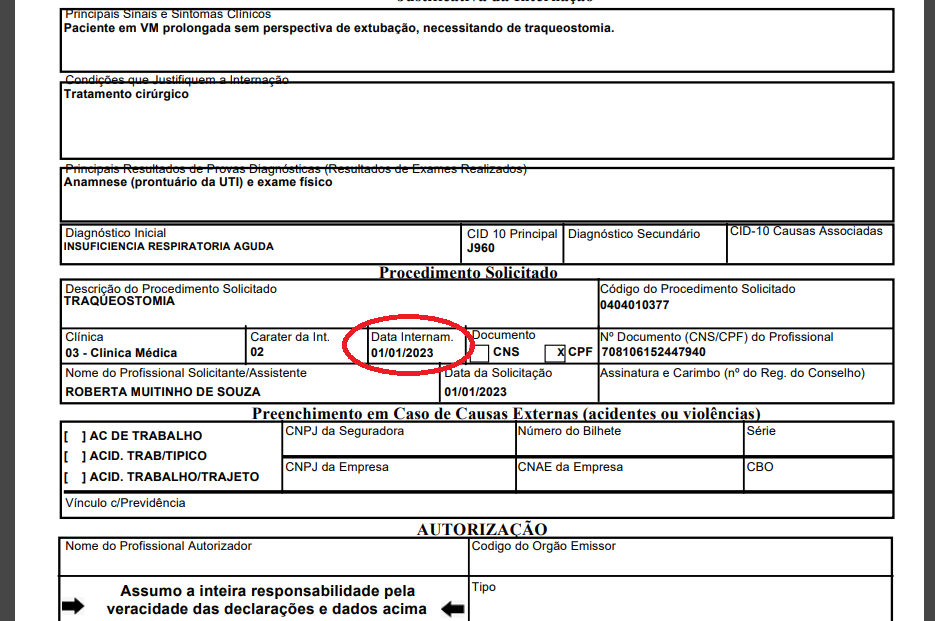 Justificativa da Internação
Principais Sinais e Sintomas Clínicos
Paciente em VM prolongada sem perspectiva de extubação, necessitando de traqueostomia.
Condições que Justifiquem a Internação
Tratamento cirúrgico
Principais Resultados de Provas Diagnósticas (Resultados de Exames Realizados)
Anamnese (prontuário da UTI) e exame físico
Diagnóstico Inicial
INSUFICIENCIA RESPIRATORIA AGUDA
CID 10 Principal
J960
Diagnóstico Secundário
CID-10 Causas Associadas
Procedimento Solicitado
Descrição do Procedimento Solicitado
TRAQUEOSTOMIA
Código do Procedimento Solicitado
0404010377
Clínica
03 - Clinica Médica
Carater da Int.
02
Data Internam.
01/01/2023
Documento
CNS X CPF
Nº Documento (CNS/CPF) do Profissional
708106152447940
Nome do Profissional Solicitante/Assistente
ROBERTA MUITINHO DE SOUZA
Data da Solicitação
01/01/2023
Assinatura e Carimbo (nº do Reg. do Conselho)
Preenchimento em Caso de Causas Externas (acidentes ou violências)
[ ] AC DE TRABALHO
[ ] ACID. TRAB/TIPICO
[ ] ACID. TRABALHO/TRAJETO
CNPJ da Seguradora
Número do Bilhete
Série
CNPJ da Empresa
CNAE da Empresa
CBO
Vínculo c/Previdência
AUTORIZAÇÃO
Nome do Profissional Autorizador
Codigo do Orgão Emissor
Assumo a inteira responsabilidade pela
veracidade das declarações e dados acima
Tipo